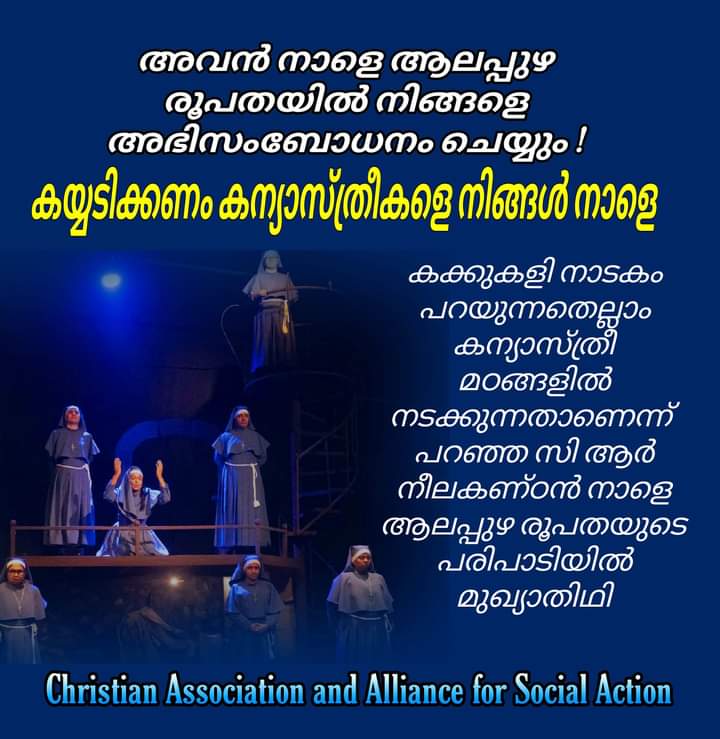 അവൻ നാളെ ആലപ്പുഴ
രൂപതയിൽ നിങ്ങളെ
അഭിസംബോധനം ചെയ്യും !
കയ്യടിക്കണം കന്യാസ്ത്രീകളെ നിങ്ങൾ നാളെ
കക്കുകളി നാടകം
പറയുന്നതെല്ലാം
കന്യാസ്ത്രീ
മഠങ്ങളിൽ
നടക്കുന്നതാണെന്ന്
പറഞ്ഞ സി ആർ
നീലകണ്ഠൻ നാളെ
ആലപ്പുഴ രൂപതയുടെ
പരിപാടിയിൽ
മുഖ്യാതിഥി
Christian Association and Alliance for Social Action